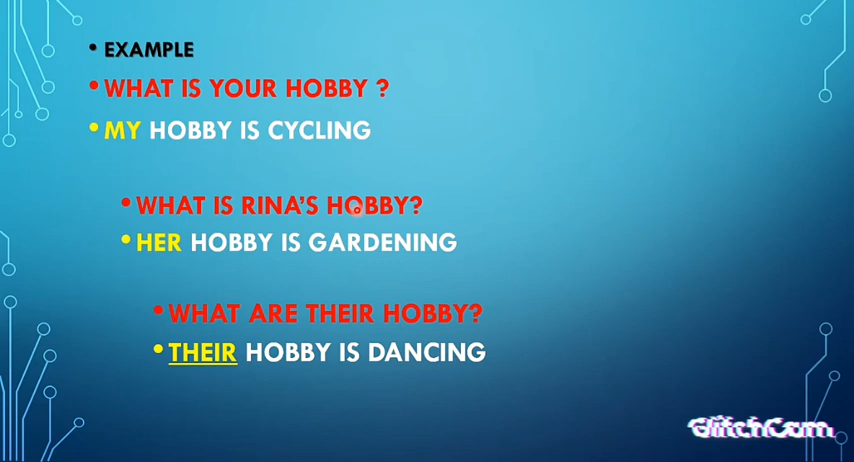 EXAMPLE
WHAT IS YOUR HOBBY ?
MY HOBBY IS CYCLING
WHAT IS RINA'S HOBBY?
HER HOBBY IS GARDENING
WHAT ARE THEIR HOBBY?
THEIR HOBBY IS DANCING
GlitchCam